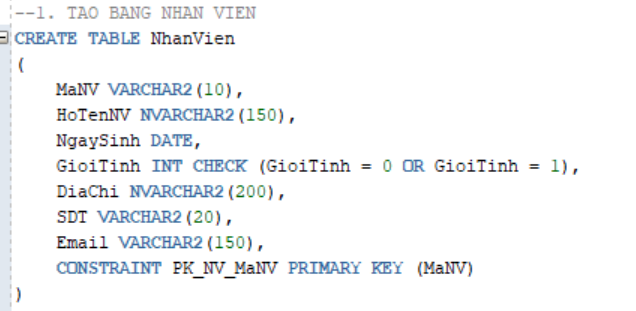 --1. TAO BANG NHAN VIEN
CREATE TABLE NhanVien
(
MaNV VARCHAR2(10),
HoTenNV NVARCHAR2(150),
NgaySinh DATE,
GioiTinh INT CHECK (GioiTinh = 0 OR GioiTinh = 1),
DiaChi NVARCHAR2(200),
SDT VARCHAR2(20),
Email VARCHAR2(150),
CONSTRAINT PK_NV_MaNV PRIMARY KEY (MaNV)
)